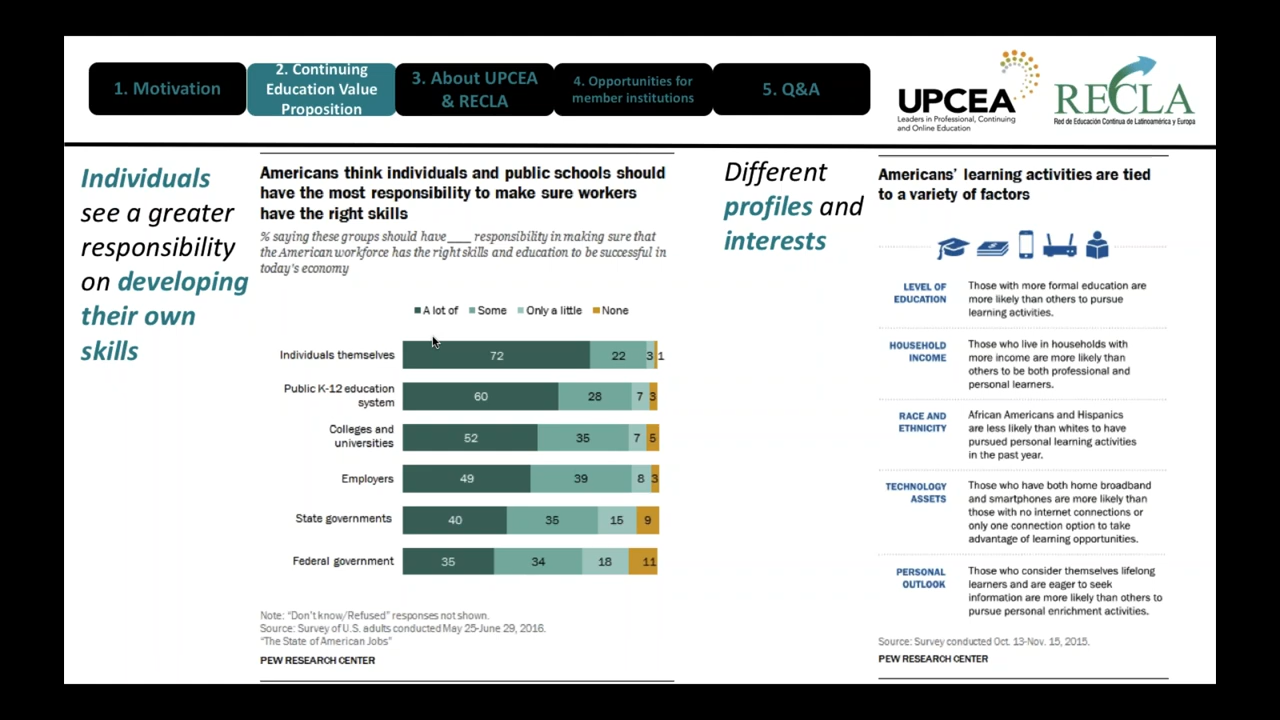 1. Motivation
2. Continuing
Education Value
Proposition
3. About UPCEA
& RECLA
4. Opportunities for
member institutions
5. Q&A
UPCEA
Leaders in Professional, Continuing
and Online Education
RECLA
Red de Educación Continua de Latinoamérica y Europa
Individuals
see a greater
responsibility
on developing
their own
skills
Americans think individuals and public schools should
have the most responsibility to make sure workers
have the right skills
% saying these groups should have ___ responsibility in making sure that
the American workforce has the right skills and education to be successful in
today's economy
A lot of Some Only a little None
Individuals themselves 72 22 3 1
Public K-12 education
system 60 28 7 3
Colleges and
universities 52 35 7 5
Employers 49 39 8 3
State governments 40 35 15 9
Federal government 35 34 18 11
Note: "Don't know/Refused" responses not shown.
Source: Survey of U.S. adults conducted May 25-June 29, 2016.
"The State of American Jobs"
PEW RESEARCH CENTER
Different
profiles and
interests
Americans' learning activities are tied
to a variety of factors
LEVEL OF
EDUCATION
Those with more formal education are
more likely than others to pursue
learning activities.
HOUSEHOLD
INCOME
Those who live in households with
more income are more likely than
others to be both professional and
personal learners.
RACE AND
ETHNICITY
African Americans and Hispanics
are less likely than whites to have
pursued personal learning activities
in the past year.
TECHNOLOGY
ASSETS
Those who have both home broadband
and smartphones are more likely than
those with no internet connections or
only one connection option to take
advantage of learning opportunities.
PERSONAL
OUTLOOK
Those who consider themselves lifelong
learners and are eager to seek
information are more likely than others to
pursue personal enrichment activities.
Source: Survey conducted Oct. 13-Nov. 15, 2015.
PEW RESEARCH CENTER